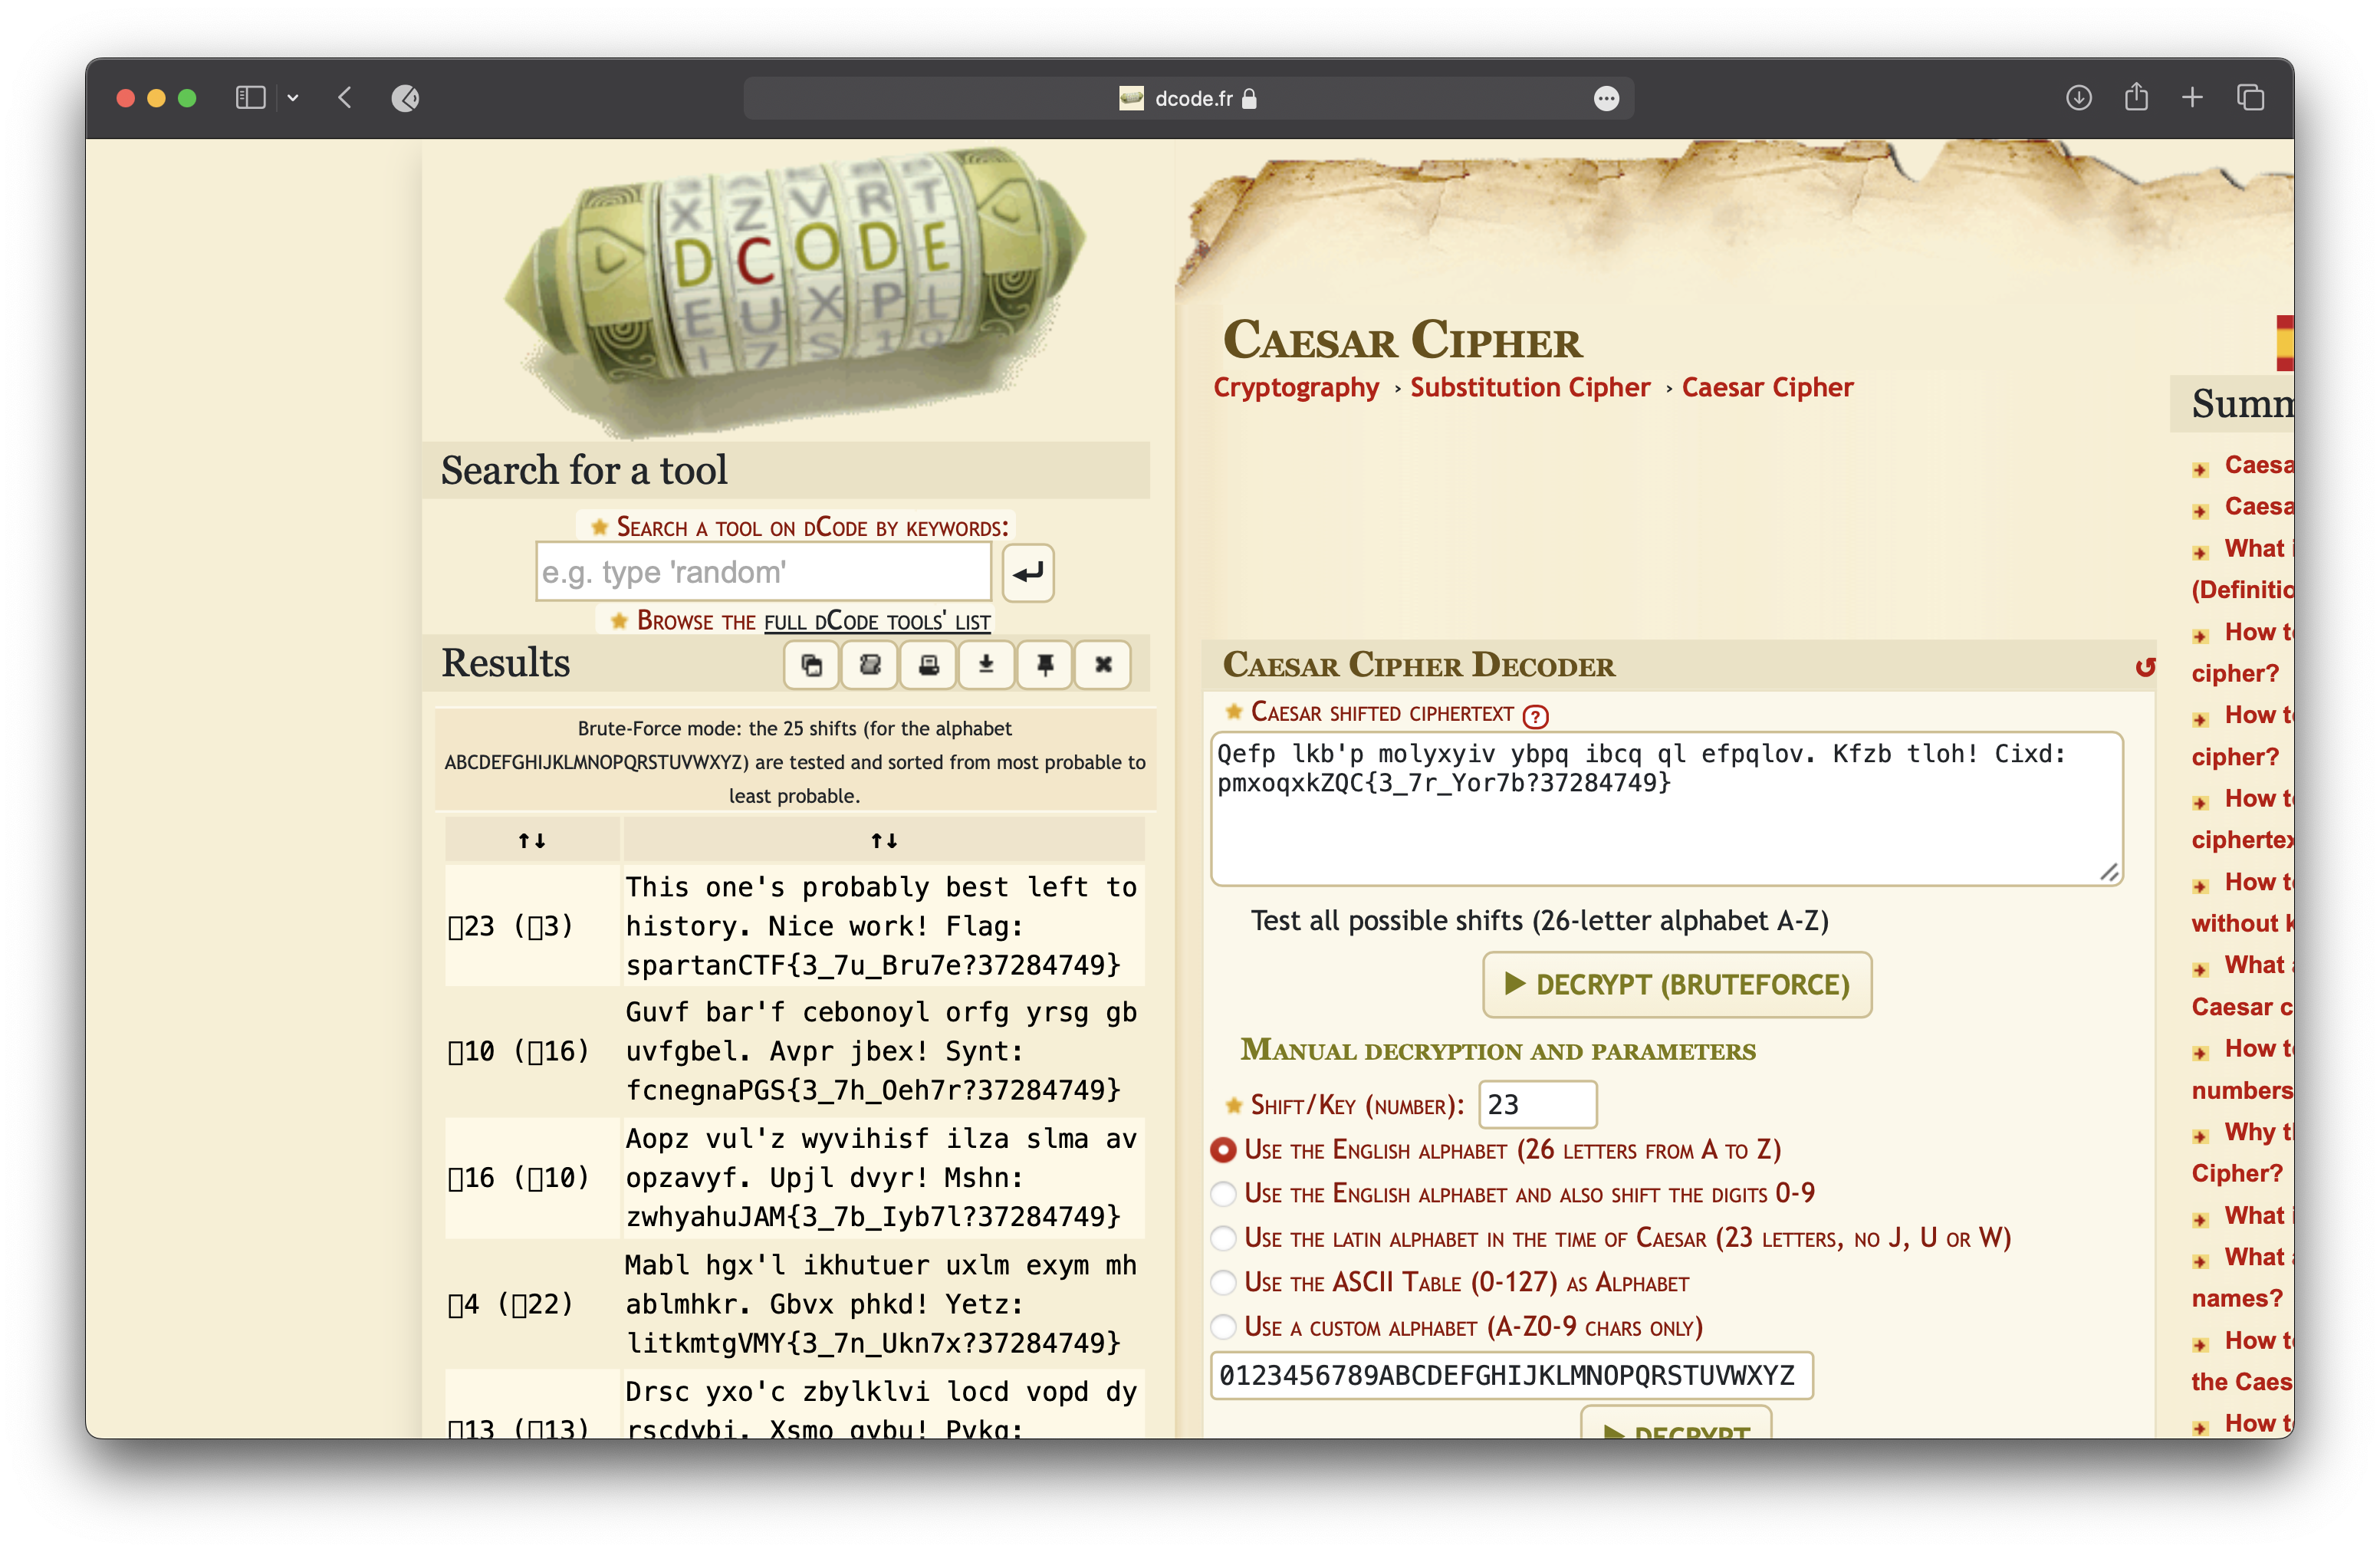 dcode.fr
X Z V R T
D C O D E
E U X P L
Search for a tool
Search a tool on dCode by keywords:
e.g. type 'random'
Browse the full dCode tools' list
Results
Brute-Force mode: the 25 shifts (for the alphabet
ABCDEFGHIJKLMNOPQRSTUVWXYZ) are tested and sorted from most probable to
least probable.
↑↓ ↑↓
This one's probably best left to
▯23 (▯3) history. Nice work! Flag:
spartanCTF{3_7u_Bru7e?37284749}
Guvf bar'f cebonoyl orfg yrsg gb
▯10 (▯16) uvfgbel. Avpr jbex! Synt:
fcnegnaPGS{3_7h_Oeh7r?37284749}
Aopz vul'z wyvihisf ilza slma av
▯16 (▯10) opzavyf. Upjl dvyr! Mshn:
zwhyahuJAM{3_7b_Iyb7l?37284749}
Mabl hgx'l ikhutuer uxlm exym mh
▯4 (▯22) ablmhkr. Gbvx phkd! Yetz:
litkmtgVMY{3_7n_Ukn7x?37284749}
Drsc yxo'c zbylklvi locd vopd dy
▯13 (▯13) rscdybi. Xsmo gybu! Pvkq:
Caesar Cipher
Cryptography › Substitution Cipher › Caesar Cipher
Caesar Cipher Decoder
Caesar shifted ciphertext ?
Qefp lkb'p molyxyiv ybpq ibcq ql efpqlov. Kfzb tloh! Cixd:
pmxoqxkZQC{3_7r_Yor7b?37284749}
Test all possible shifts (26-letter alphabet A-Z)
▶ DECRYPT (BRUTEFORCE)
Manual decryption and parameters
Shift/Key (number): 23
Use the English alphabet (26 letters from A to Z)
Use the English alphabet and also shift the digits 0-9
Use the latin alphabet in the time of Caesar (23 letters, no J, U or W)
Use the ASCII Table (0-127) as Alphabet
Use a custom alphabet (A-Z0-9 chars only)
0123456789ABCDEFGHIJKLMNOPQRSTUVWXYZ
▶ DECRYPT
Summ
Caesa
Caesa
What i
(Definitio
How t
cipher?
How t
cipher?
How t
ciphertex
How t
without k
What a
Caesar c
How t
numbers
Why t
Cipher?
What i
What a
names?
How t
the Caes
How t